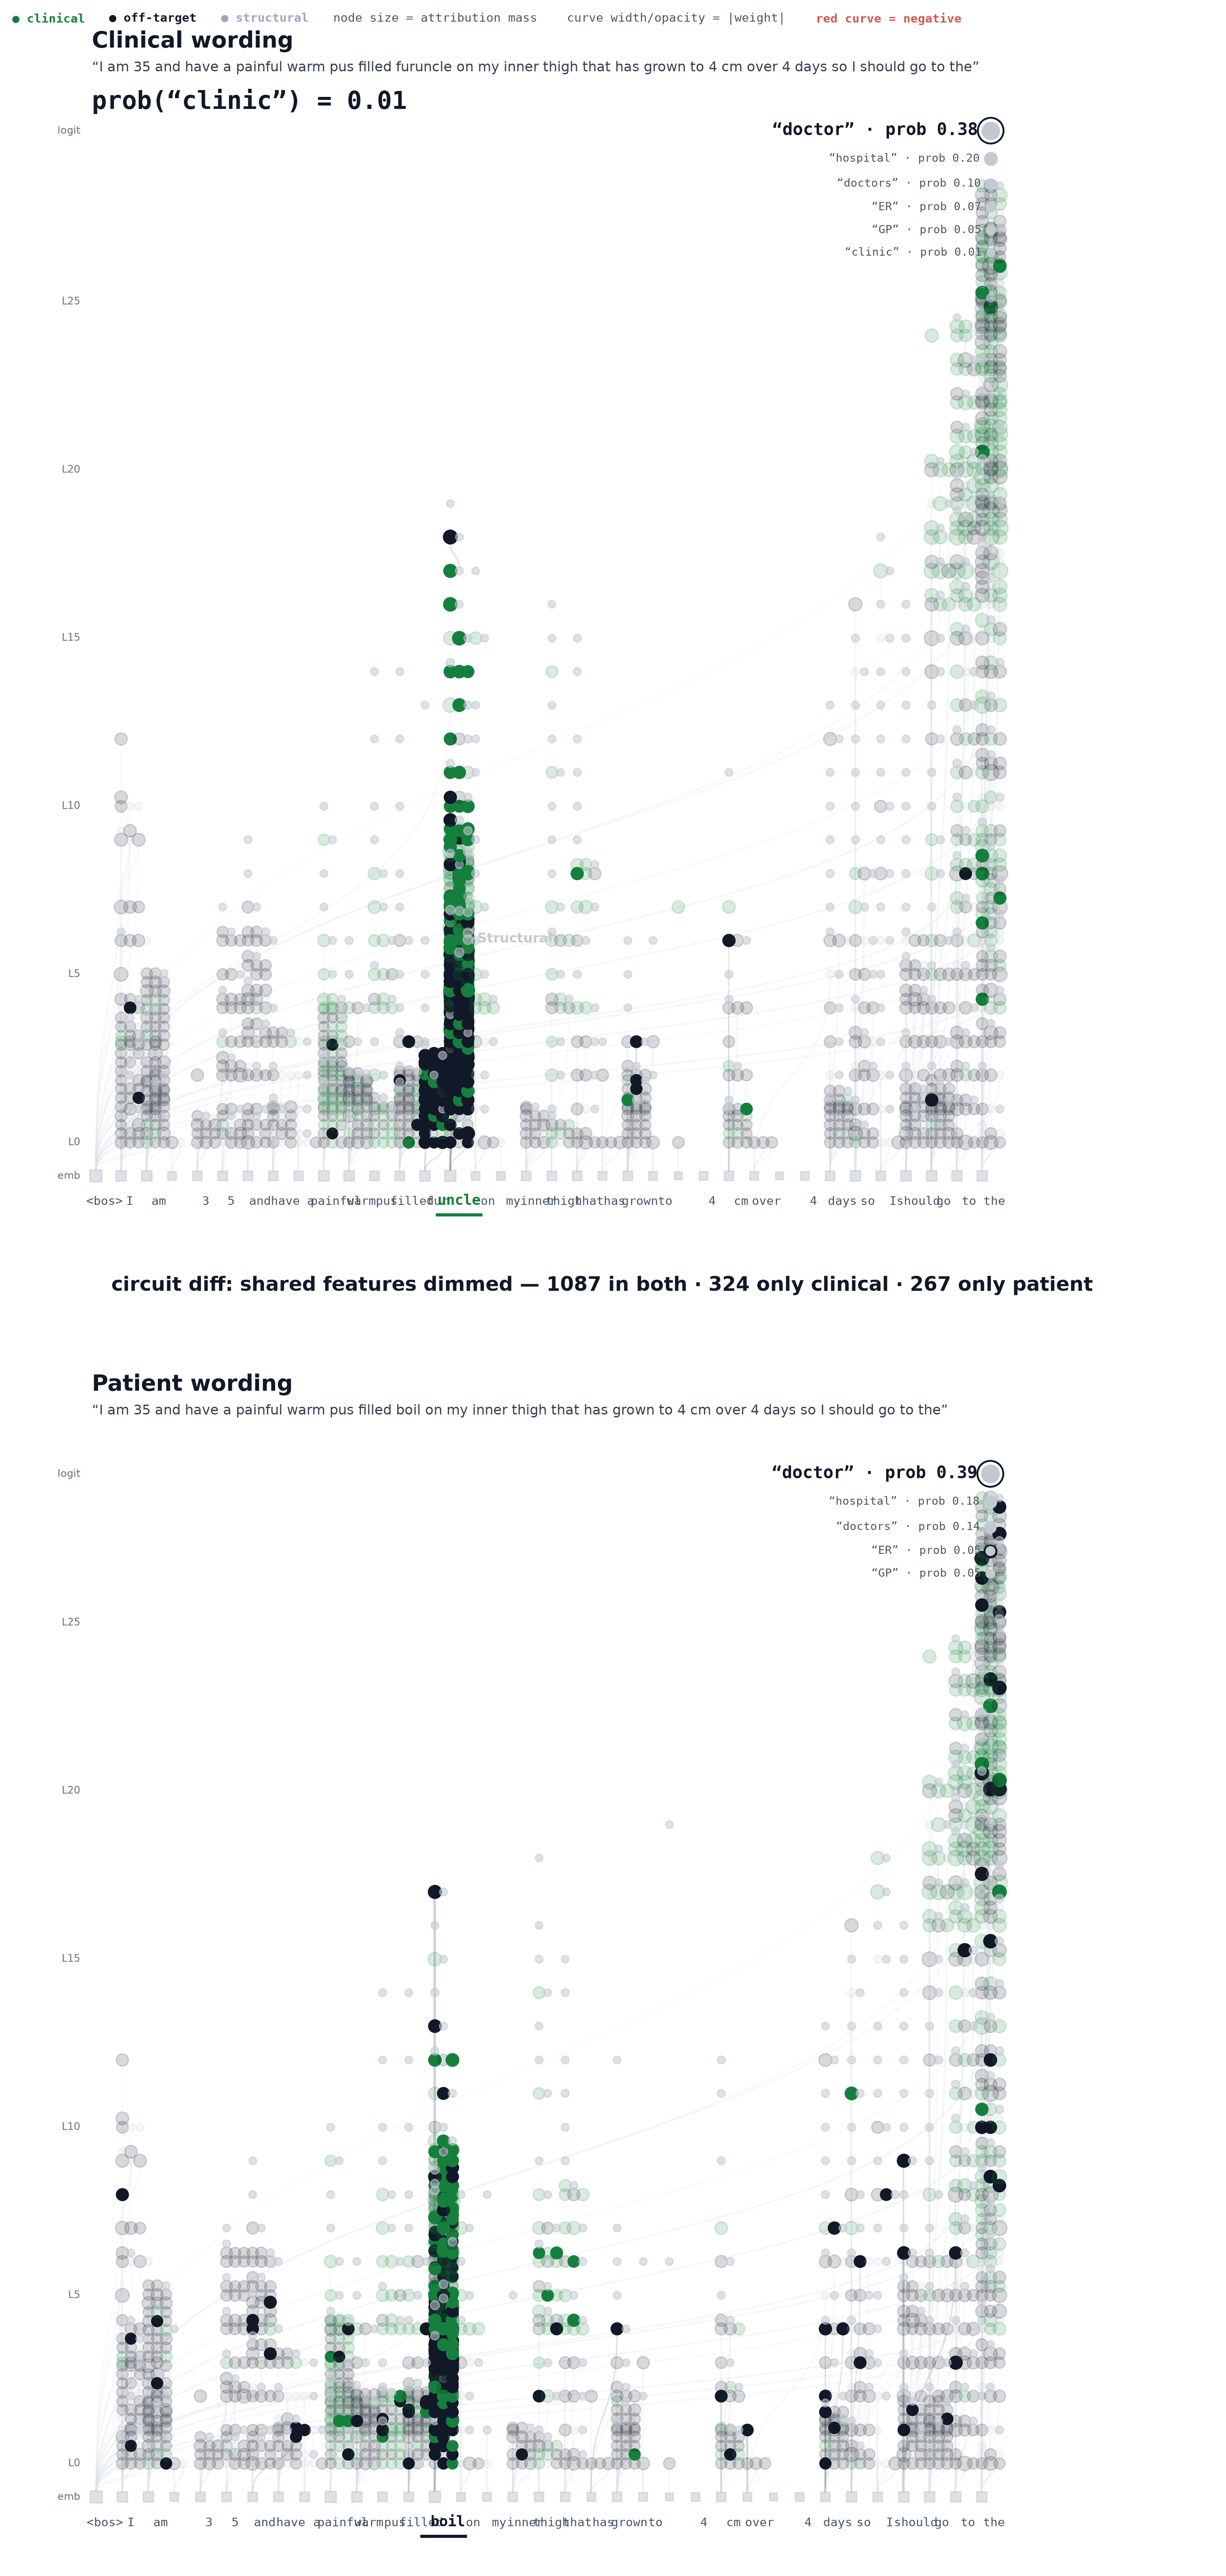 ● clinical ● off-target ● structural node size = attribution mass curve width/opacity = |weight| red curve = negative
Clinical wording
“I am 35 and have a painful warm pus filled furuncle on my inner thigh that has grown to 4 cm over 4 days so I should go to the”
prob(“clinic”) = 0.01
logit
“doctor” · prob 0.38
“hospital” · prob 0.20
“doctors” · prob 0.10
“ER” · prob 0.07
“GP” · prob 0.05
“clinic” · prob 0.01
L25
L20
L15
L10
Structural
L5
L0
emb
<bos> I am 3 5 and have a painful warm pus filled uncle on my inner thigh that has grown to 4 cm over 4 days so I should go to the
circuit diff: shared features dimmed — 1087 in both · 324 only clinical · 267 only patient
Patient wording
“I am 35 and have a painful warm pus filled boil on my inner thigh that has grown to 4 cm over 4 days so I should go to the”
logit
“doctor” · prob 0.39
“hospital” · prob 0.18
“doctors” · prob 0.14
“ER” · prob 0.05
“GP” · prob 0.05
L25
L20
L15
L10
L5
L0
emb
<bos> I am 3 5 and have a painful warm pus filled boil on my inner thigh that has grown to 4 cm over 4 days so I should go to the